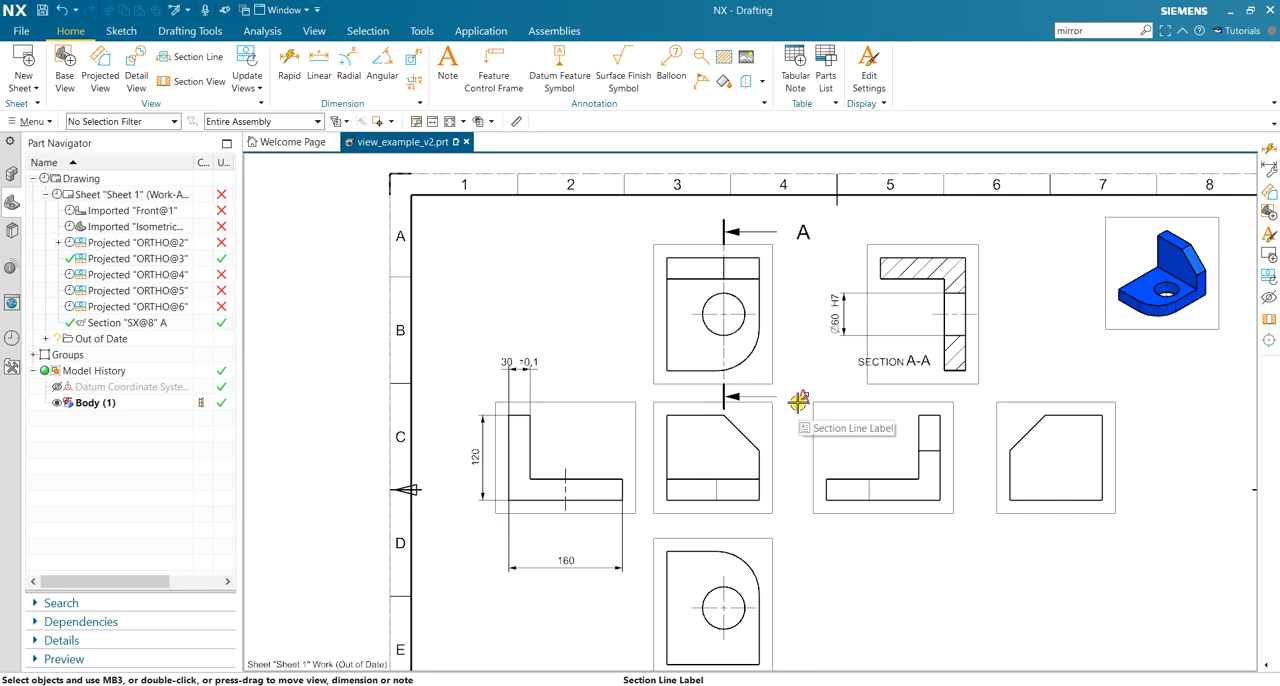 NX
Window
NX - Drafting
SIEMENS
File
Home
Sketch
Drafting Tools
Analysis
View
Selection
Tools
Application
Assemblies
mirror
Tutorials
New Sheet
Base View
Projected View
Detail View
Section Line
Section View
Update Views
Rapid
Linear
Radial
Angular
Note
Feature Control Frame
Datum Feature Symbol
Surface Finish Symbol
Balloon
Tabular Note
Parts List
Edit Settings
Sheet
View
Dimension
Annotation
Table
Display
Menu
No Selection Filter
Entire Assembly
Part Navigator
Welcome Page
view_example_v2.prt
Name
C...
U...
Drawing
Sheet "Sheet 1" (Work-A...
Imported "Front@1"
Imported "Isometric...
Projected "ORTHO@2"
Projected "ORTHO@3"
Projected "ORTHO@4"
Projected "ORTHO@5"
Projected "ORTHO@6"
Section "SX@8" A
Out of Date
Groups
Model History
Datum Coordinate Syste...
Body (1)
Search
Dependencies
Details
Preview
1 2 3 4 5 6 7 8
A
B
C
D
E
A
∅60 H7
SECTION A-A
30 ±0,1
120
160
Section Line Label
Sheet "Sheet 1" Work (Out of Date)
Select objects and use MB3, or double-click, or press-drag to move view, dimension or note
Section Line Label